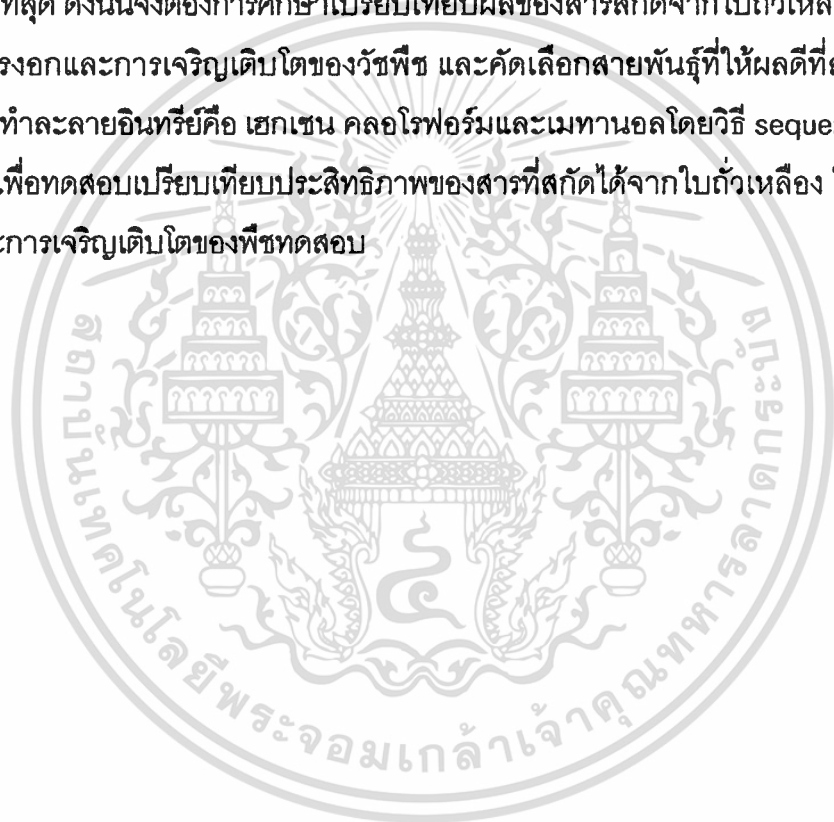 ที่สุด ดังนั้นจึงต้องการศึกษาเปรียบเทียบผลของสารสกัดจากใบถั่วเหลือ
รงอกและการเจริญเติบโตของวัชพืช และคัดเลือกสายพันธุ์ที่ให้ผลดีที่
ทำละลายอินทรีย์คือ เฮกเซน คลอโรฟอร์มและเมทานอลโดยวิธี seque
เพื่อทดสอบเปรียบเทียบประสิทธิภาพของสารที่สกัดได้จากใบถั่วเหลือง
ะการเจริญเติบโตของพืชทดสอบ
สถาบันเทคโนโลยีพระจอมเกล้าเจ้าคุณทหารลาดกระบัง